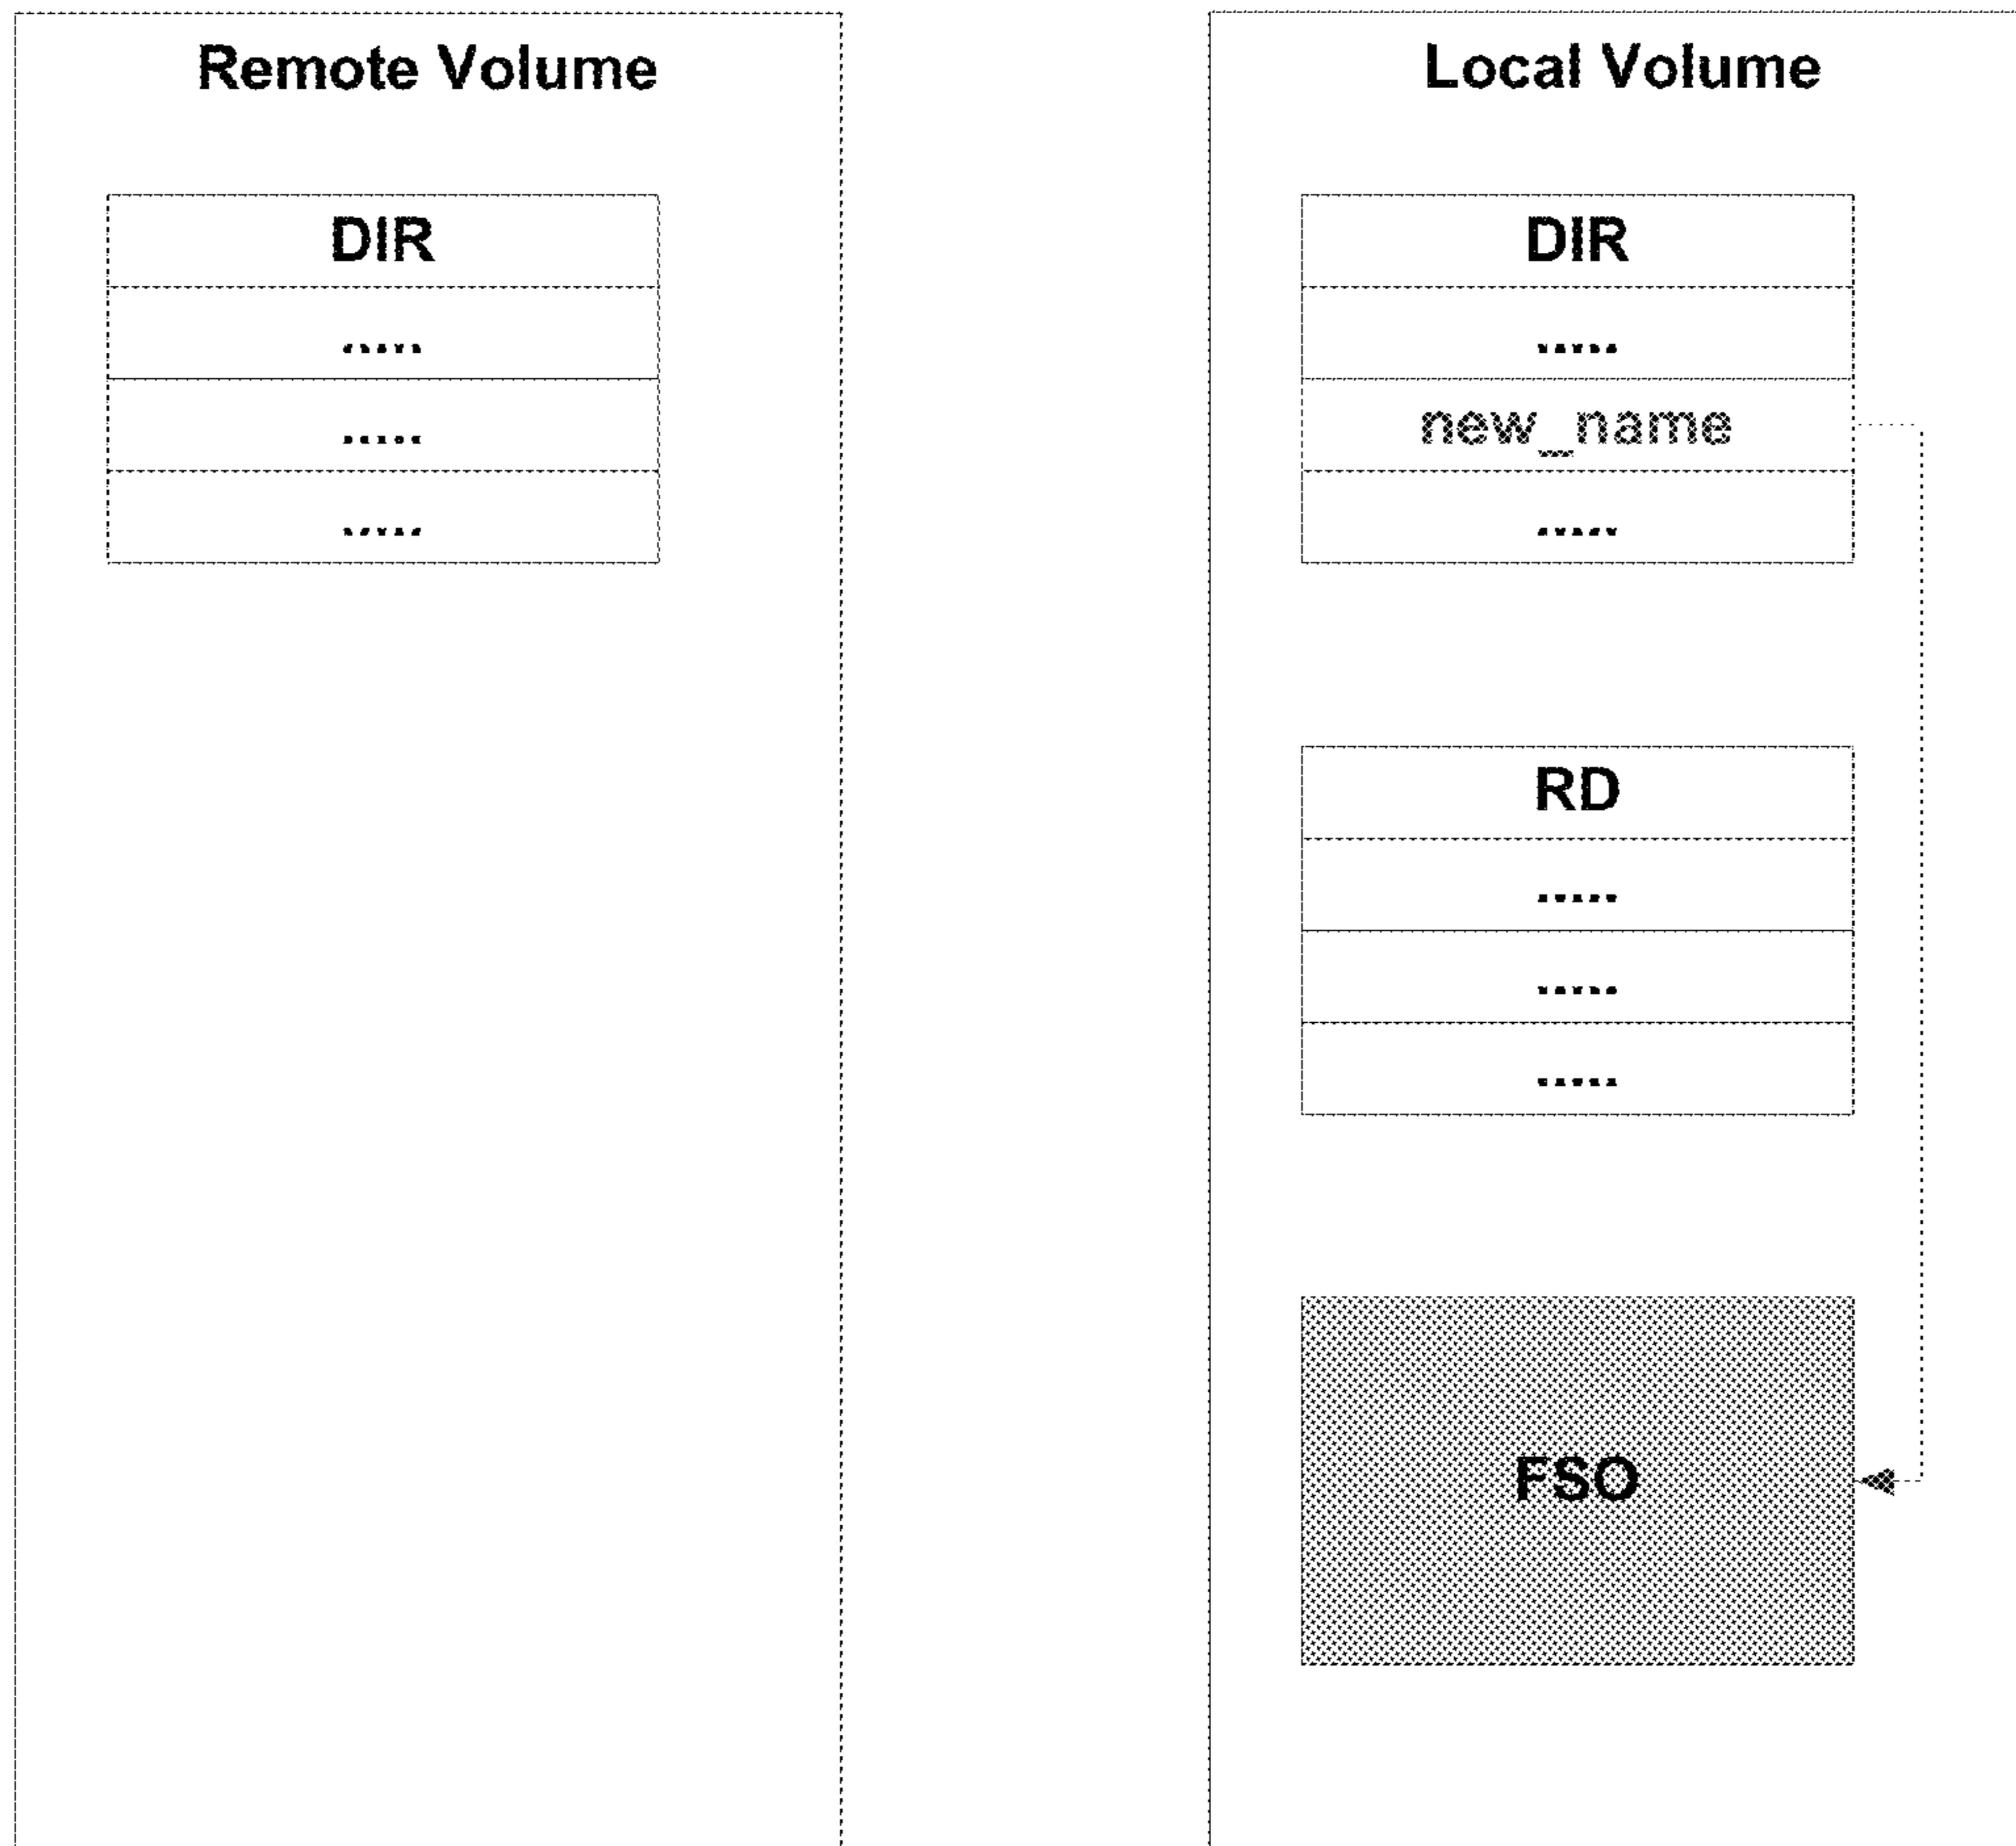 Remote Volume
DIR
.....
.....
.....
Local Volume
DIR
.....
new_name
.....
RD
.....
.....
.....
FSO